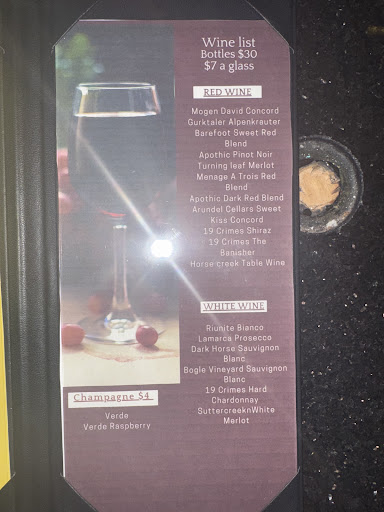 Wine list
Bottles $30
$7 a glass
RED WINE
Mogen David Concord
Gurktaler Alpenkrauter
Barefoot Sweet Red
Blend
Apothic Pinot Noir
Turning leaf Merlot
Menage A Trois Red
Blend
Apothic Dark Red Blend
Arundel Cellars Sweet
Kiss Concord
19 Crimes Shiraz
19 Crimes The
Banisher
Horse creek Table Wine
WHITE WINE
Riunite Bianco
Lamarca Prosecco
Dark Horse Sauvignon
Blanc
Bogle Vineyard Sauvignon
Blanc
19 Crimes Hard
Chardonnay
SuttercreeknWhite
Merlot
Champagne $4
Verde
Verde Raspberry